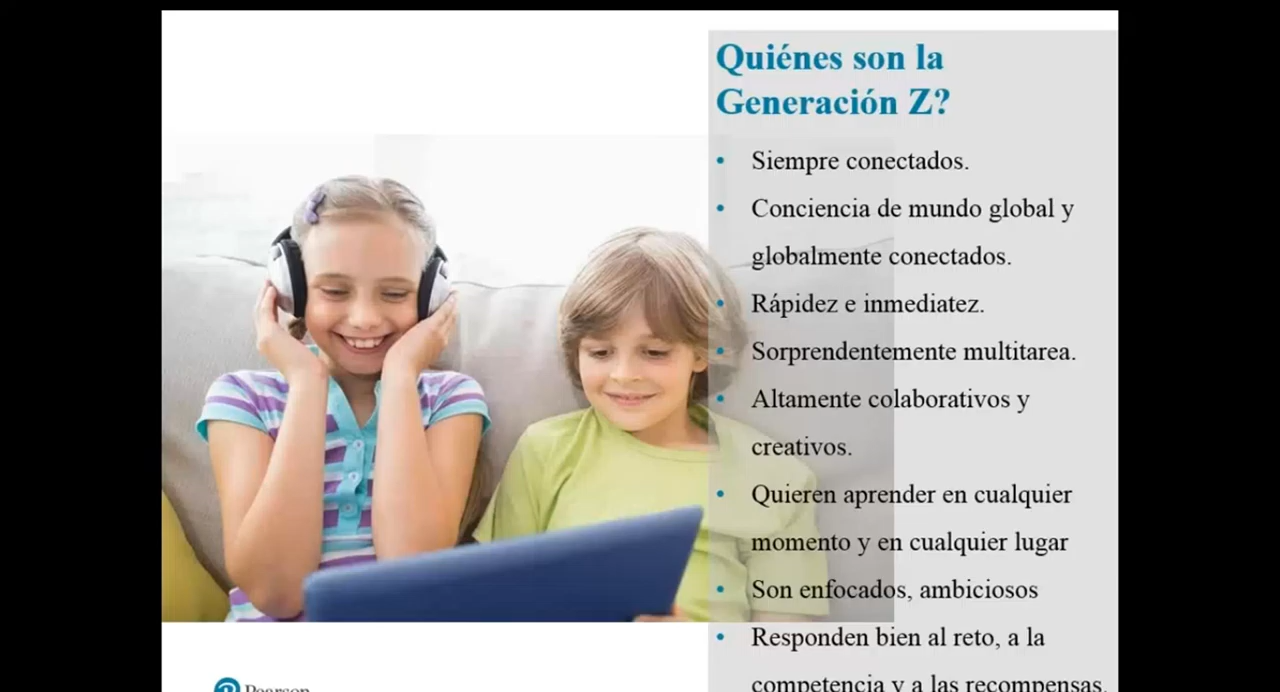 Quiénes son la
Generación Z?
• Siempre conectados.
• Conciencia de mundo global y
globalmente conectados.
• Rápidez e inmediatez.
• Sorprendentemente multitarea.
• Altamente colaborativos y
creativos.
• Quieren aprender en cualquier
momento y en cualquier lugar
• Son enfocados, ambiciosos
• Responden bien al reto, a la
competencia y a las recompensas.
Pearson